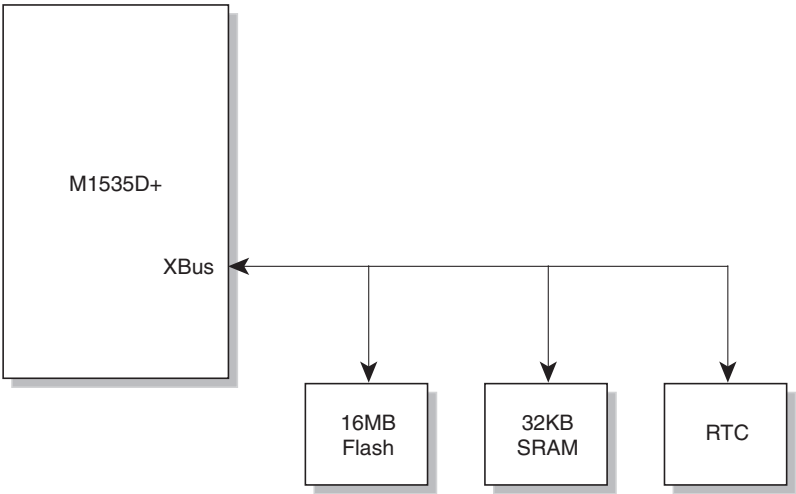 M1535D+
XBus
16MB
Flash
32KB
SRAM
RTC